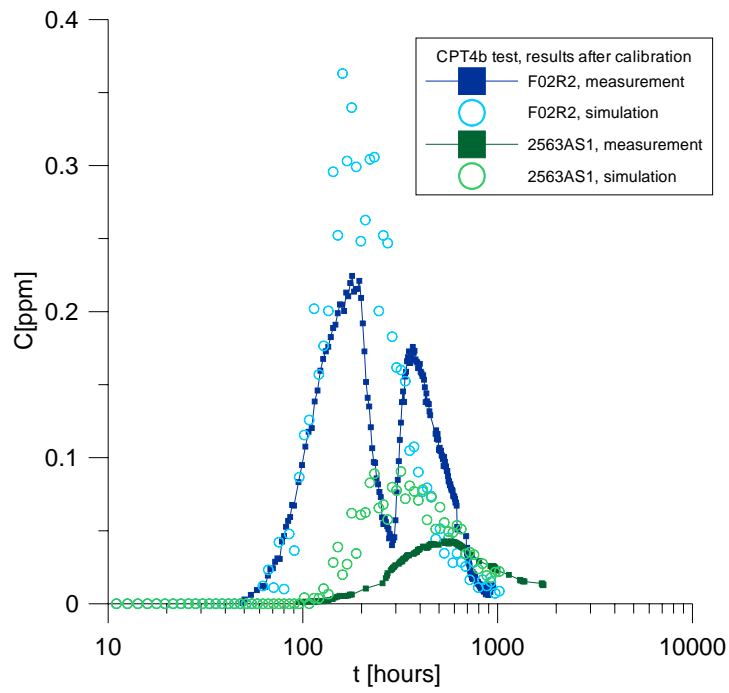 0.4
CPT4b test, results after calibration
F02R2, measurement
F02R2, simulation
2563AS1, measurement
2563AS1, simulation
0.3
C[ppm]
0.2
0.1
0
10
100
1000
10000
t [hours]